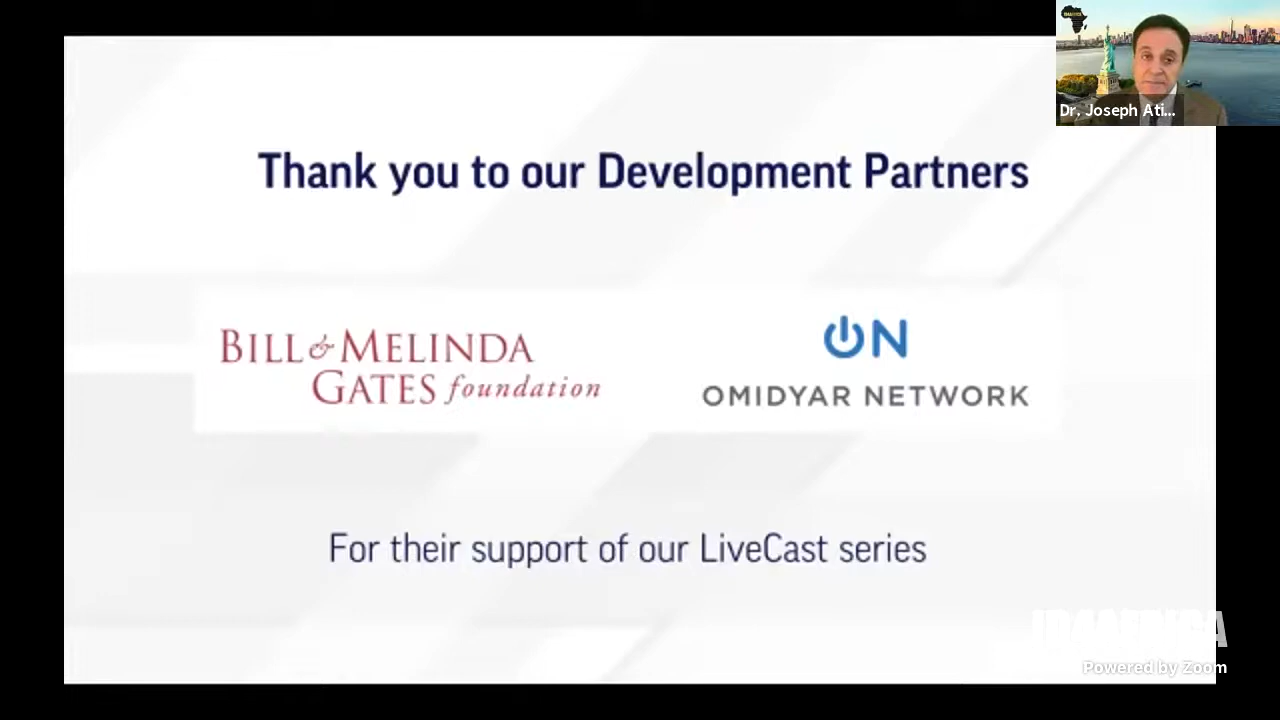 Dr, Joseph Ati...
Thank you to our Development Partners
BILL & MELINDA
GATES foundation
ON
OMIDYAR NETWORK
For their support of our LiveCast series
ID4AFRICA
Powered by Zoom